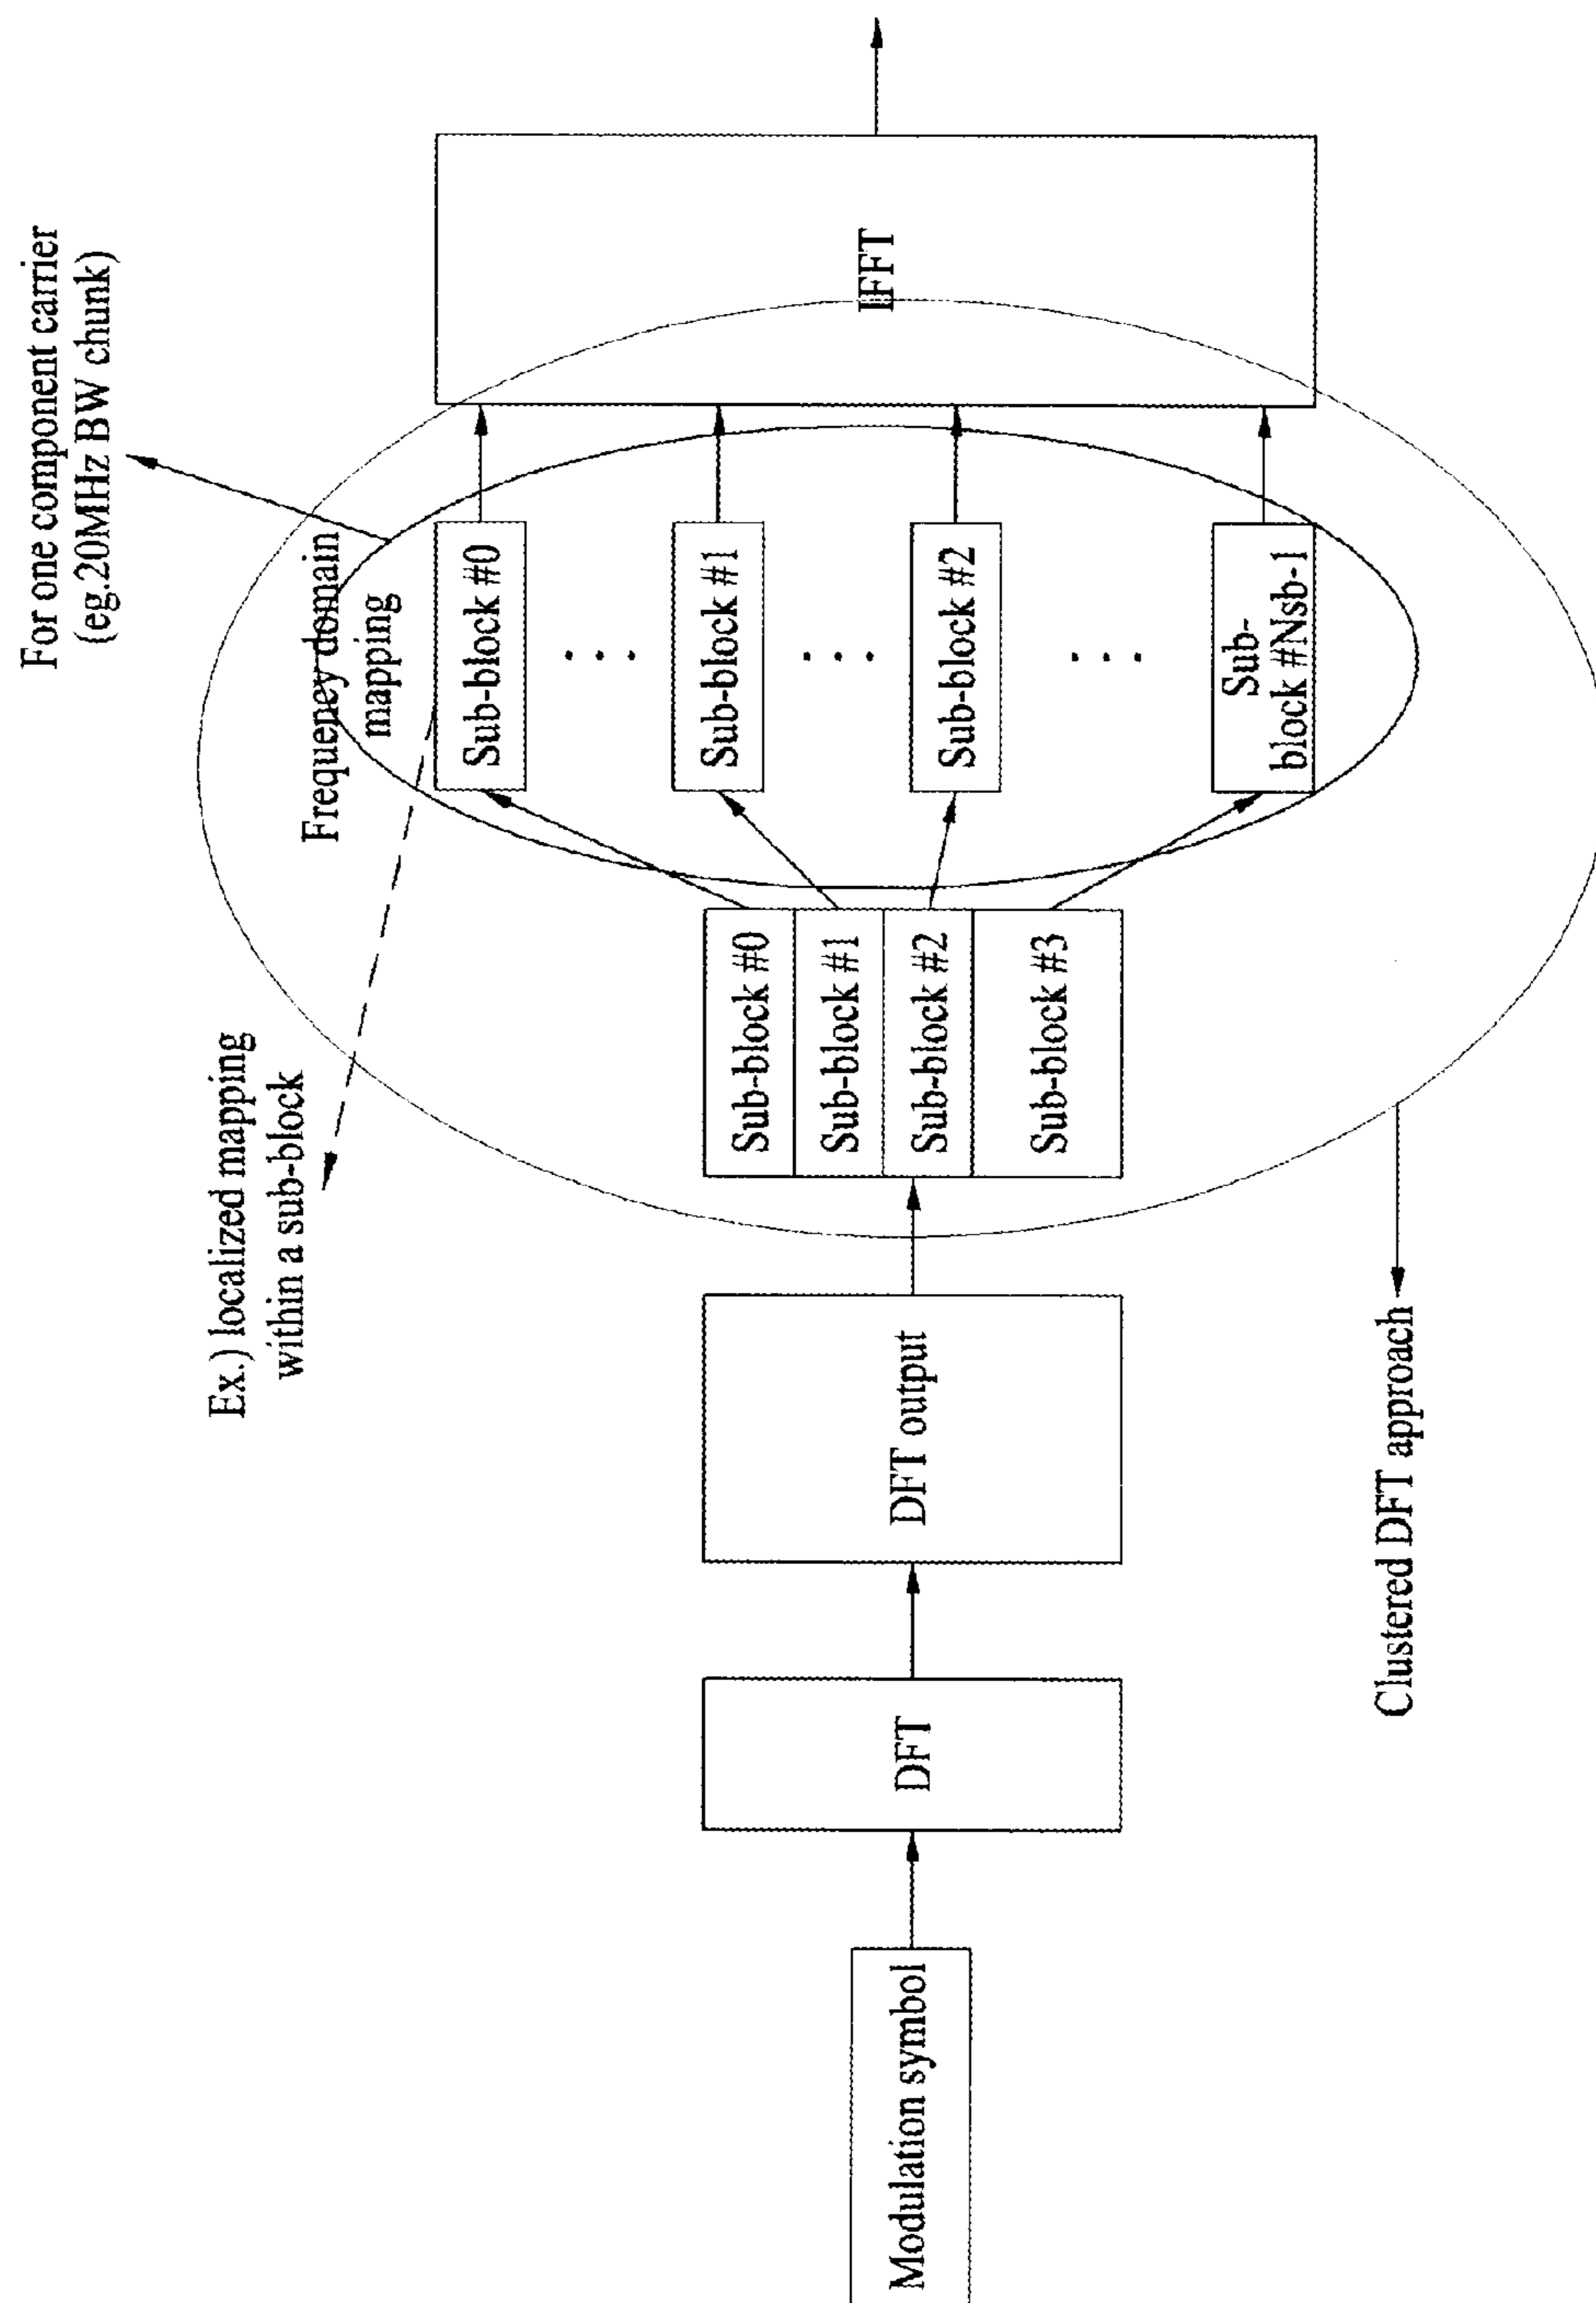 For one component carrier
(eg.20MHz BW chunk)
Ex.) localized mapping
within a sub-block
Frequency domain
mapping
Modulation symbol
DFT
DFT output
Sub-block #0
Sub-block #1
Sub-block #2
Sub-block #3
Sub-block #0
Sub-block #1
Sub-block #2
Sub-
block #Nsb-1
IFFT
Clustered DFT approach